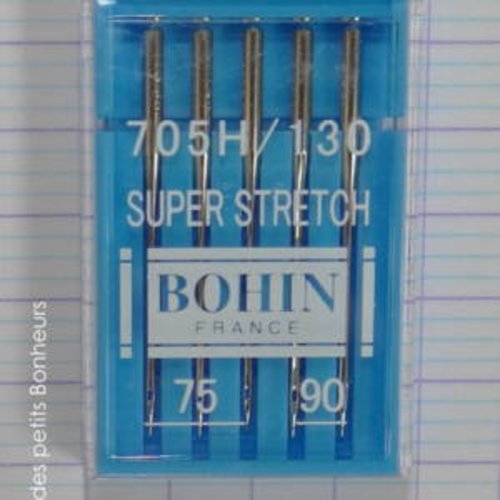 705H/130
SUPER STRETCH
BOHIN
FRANCE
75 90
des petits Bonheurs